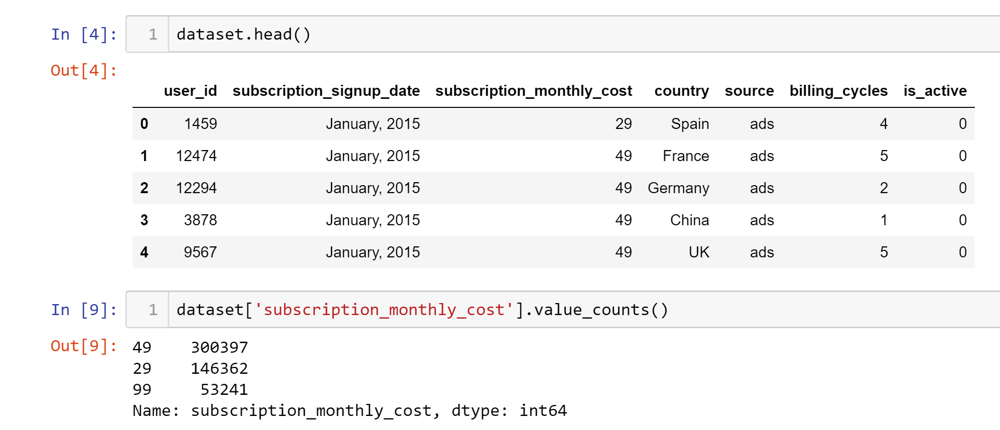 In [4]: 1 dataset.head()
Out[4]:
user_id subscription_signup_date subscription_monthly_cost country source billing_cycles is_active
0 1459 January, 2015 29 Spain ads 4 0
1 12474 January, 2015 49 France ads 5 0
2 12294 January, 2015 49 Germany ads 2 0
3 3878 January, 2015 49 China ads 1 0
4 9567 January, 2015 49 UK ads 5 0
In [9]: 1 dataset['subscription_monthly_cost'].value_counts()
Out[9]: 49 300397
29 146362
99 53241
Name: subscription_monthly_cost, dtype: int64